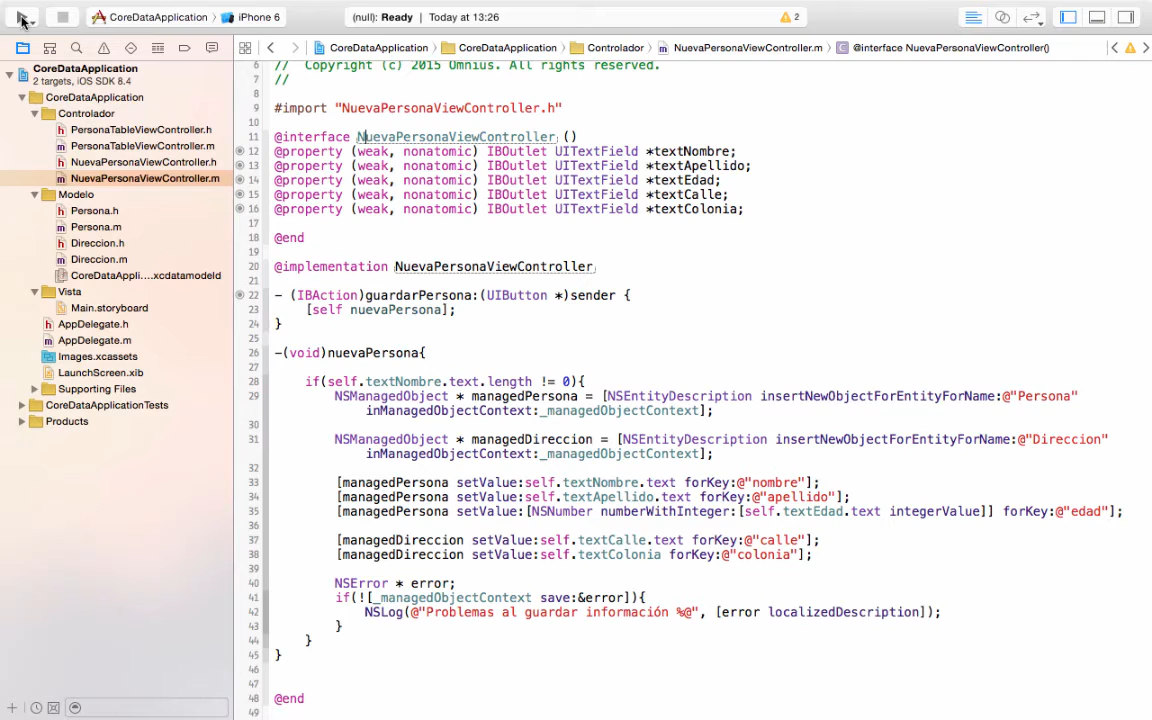 CoreDataApplication
iPhone 6
(null): Ready | Today at 13:26
2
CoreDataApplication
CoreDataApplication
Controlador
NuevaPersonaViewController.m
@interface NuevaPersonaViewController()
CoreDataApplication
2 targets, iOS SDK 8.4
CoreDataApplication
Controlador
h PersonaTableViewController.h
m PersonaTableViewController.m
h NuevaPersonaViewController.h
m NuevaPersonaViewController.m
Modelo
h Persona.h
m Persona.m
h Direccion.h
m Direccion.m
CoreDataAppli....xcdatamodeld
Vista
Main.storyboard
h AppDelegate.h
m AppDelegate.m
Images.xcassets
LaunchScreen.xib
Supporting Files
CoreDataApplicationTests
Products
6 //  Copyright (c) 2015 Omnius. All rights reserved.
7 //
8
9 #import "NuevaPersonaViewController.h"
10
11 @interface NuevaPersonaViewController ()
12 @property (weak, nonatomic) IBOutlet UITextField *textNombre;
13 @property (weak, nonatomic) IBOutlet UITextField *textApellido;
14 @property (weak, nonatomic) IBOutlet UITextField *textEdad;
15 @property (weak, nonatomic) IBOutlet UITextField *textCalle;
16 @property (weak, nonatomic) IBOutlet UITextField *textColonia;
17
18 @end
19
20 @implementation NuevaPersonaViewController
21
22 - (IBAction)guardarPersona:(UIButton *)sender {
23     [self nuevaPersona];
24 }
25
26 -(void)nuevaPersona{
27
28     if(self.textNombre.text.length != 0){
29         NSManagedObject * managedPersona = [NSEntityDescription insertNewObjectForEntityForName:@"Persona"
            inManagedObjectContext:_managedObjectContext];
30
31         NSManagedObject * managedDireccion = [NSEntityDescription insertNewObjectForEntityForName:@"Direccion"
            inManagedObjectContext:_managedObjectContext];
32
33         [managedPersona setValue:self.textNombre.text forKey:@"nombre"];
34         [managedPersona setValue:self.textApellido.text forKey:@"apellido"];
35         [managedPersona setValue:[NSNumber numberWithInteger:[self.textEdad.text integerValue]] forKey:@"edad"];
36
37         [managedDireccion setValue:self.textCalle.text forKey:@"calle"];
38         [managedDireccion setValue:self.textColonia forKey:@"colonia"];
39
40         NSError * error;
41         if(![_managedObjectContext save:&error]){
42             NSLog(@"Problemas al guardar información %@", [error localizedDescription]);
43         }
44     }
45 }
46
47
48 @end
49